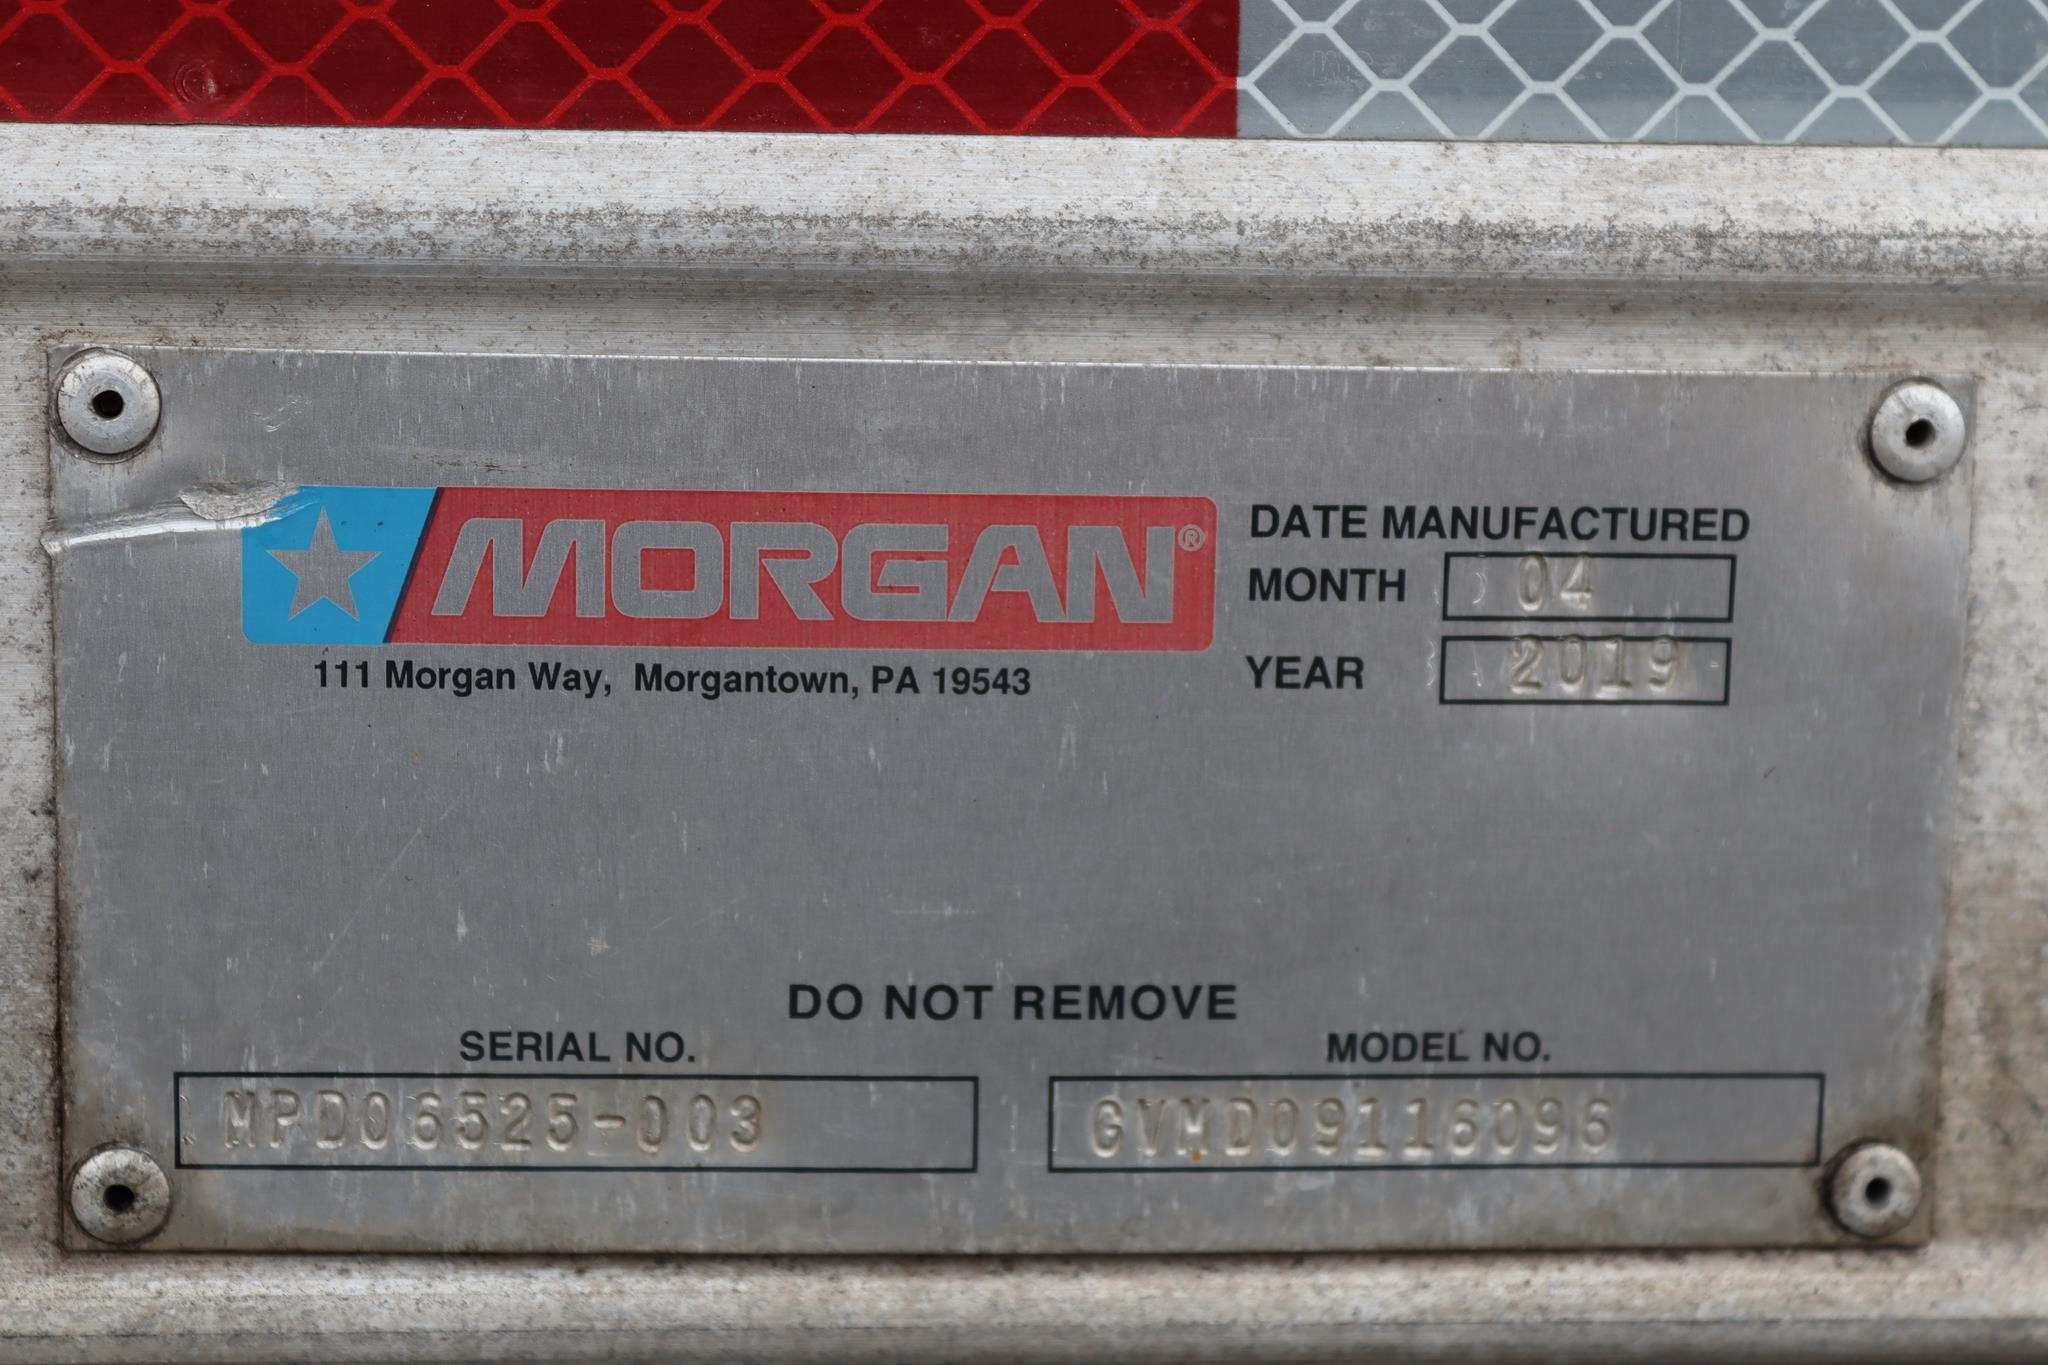 MORGAN®
111 Morgan Way, Morgantown, PA 19543
DATE MANUFACTURED
MONTH 04
YEAR 2019
DO NOT REMOVE
SERIAL NO.
MPD06525-003
MODEL NO.
GVMD09116096